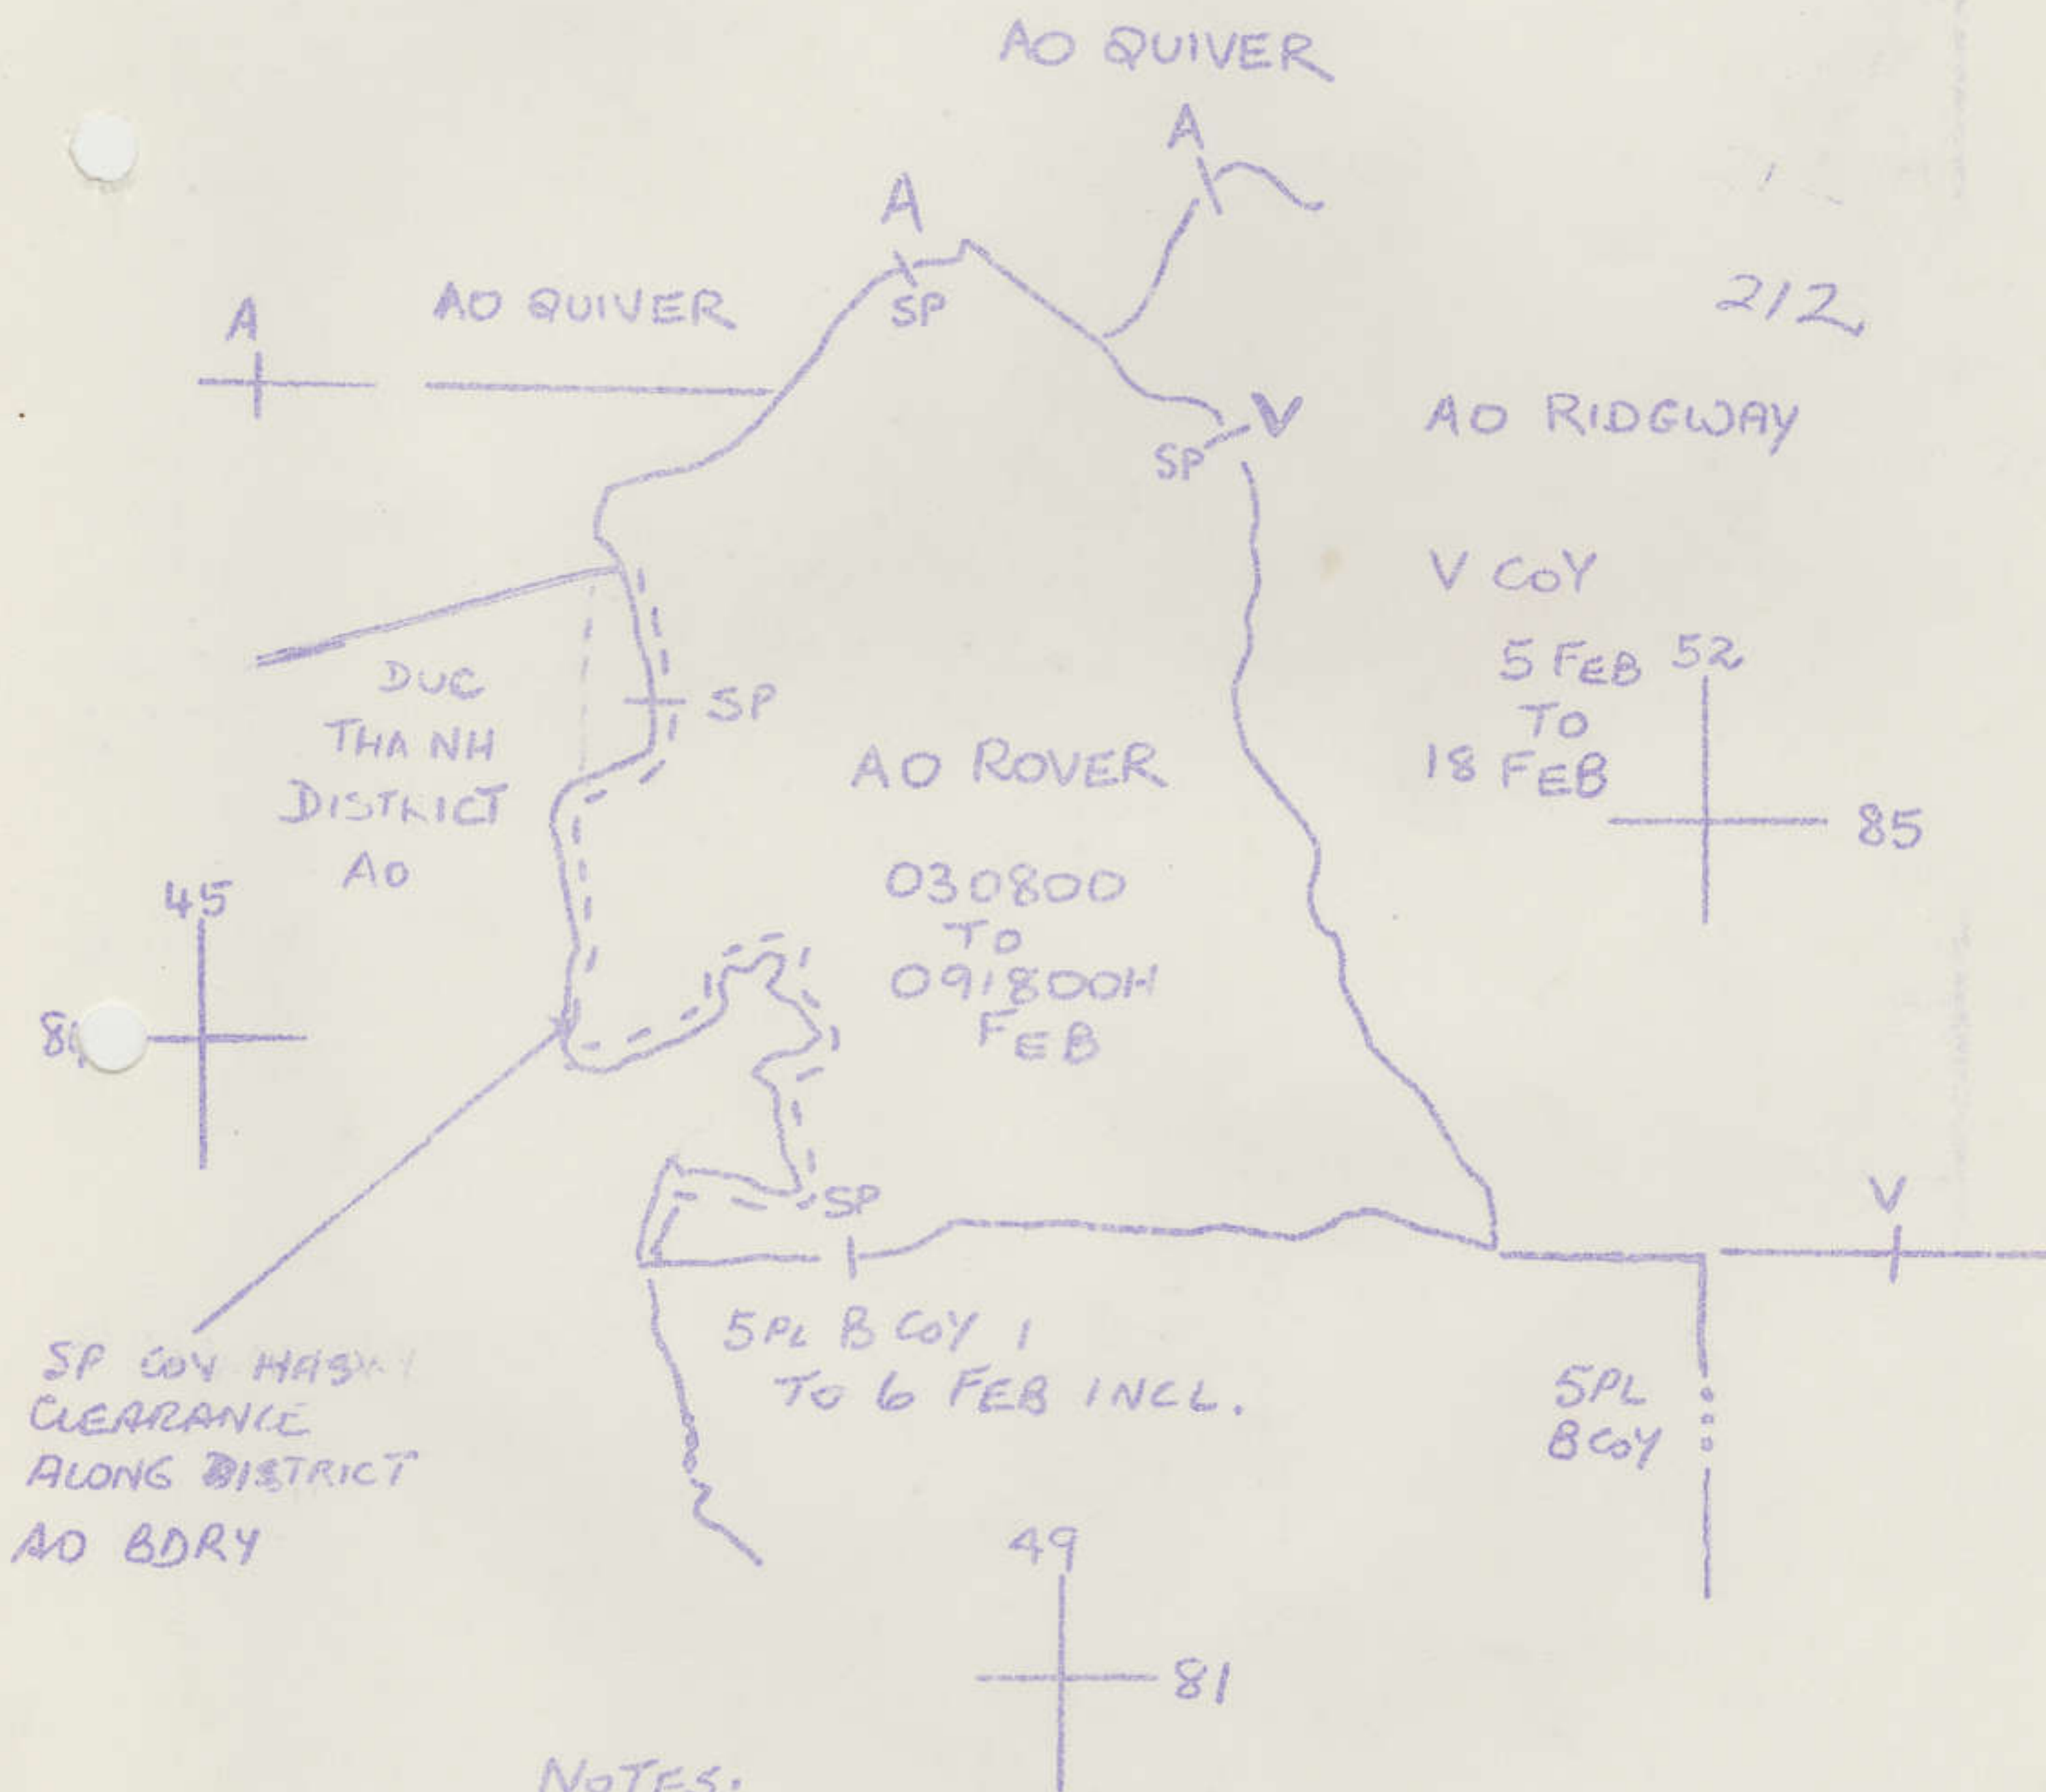 AO QUIVER
A
A
SP
A
AO QUIVER
212
V
SP
AO RIDGWAY
V COY
5 FEB
TO
18 FEB
52
85
DUC
THANH
DISTRICT
AO
SP
AO ROVER
030800
TO
091800H
FEB
45
SP
V
5PL B COY 1
TO 6 FEB INCL.
5PL
B COY
SP COY HAS
CLEARANCE
ALONG DISTRICT
AO BDRY
49
81
NOTES: